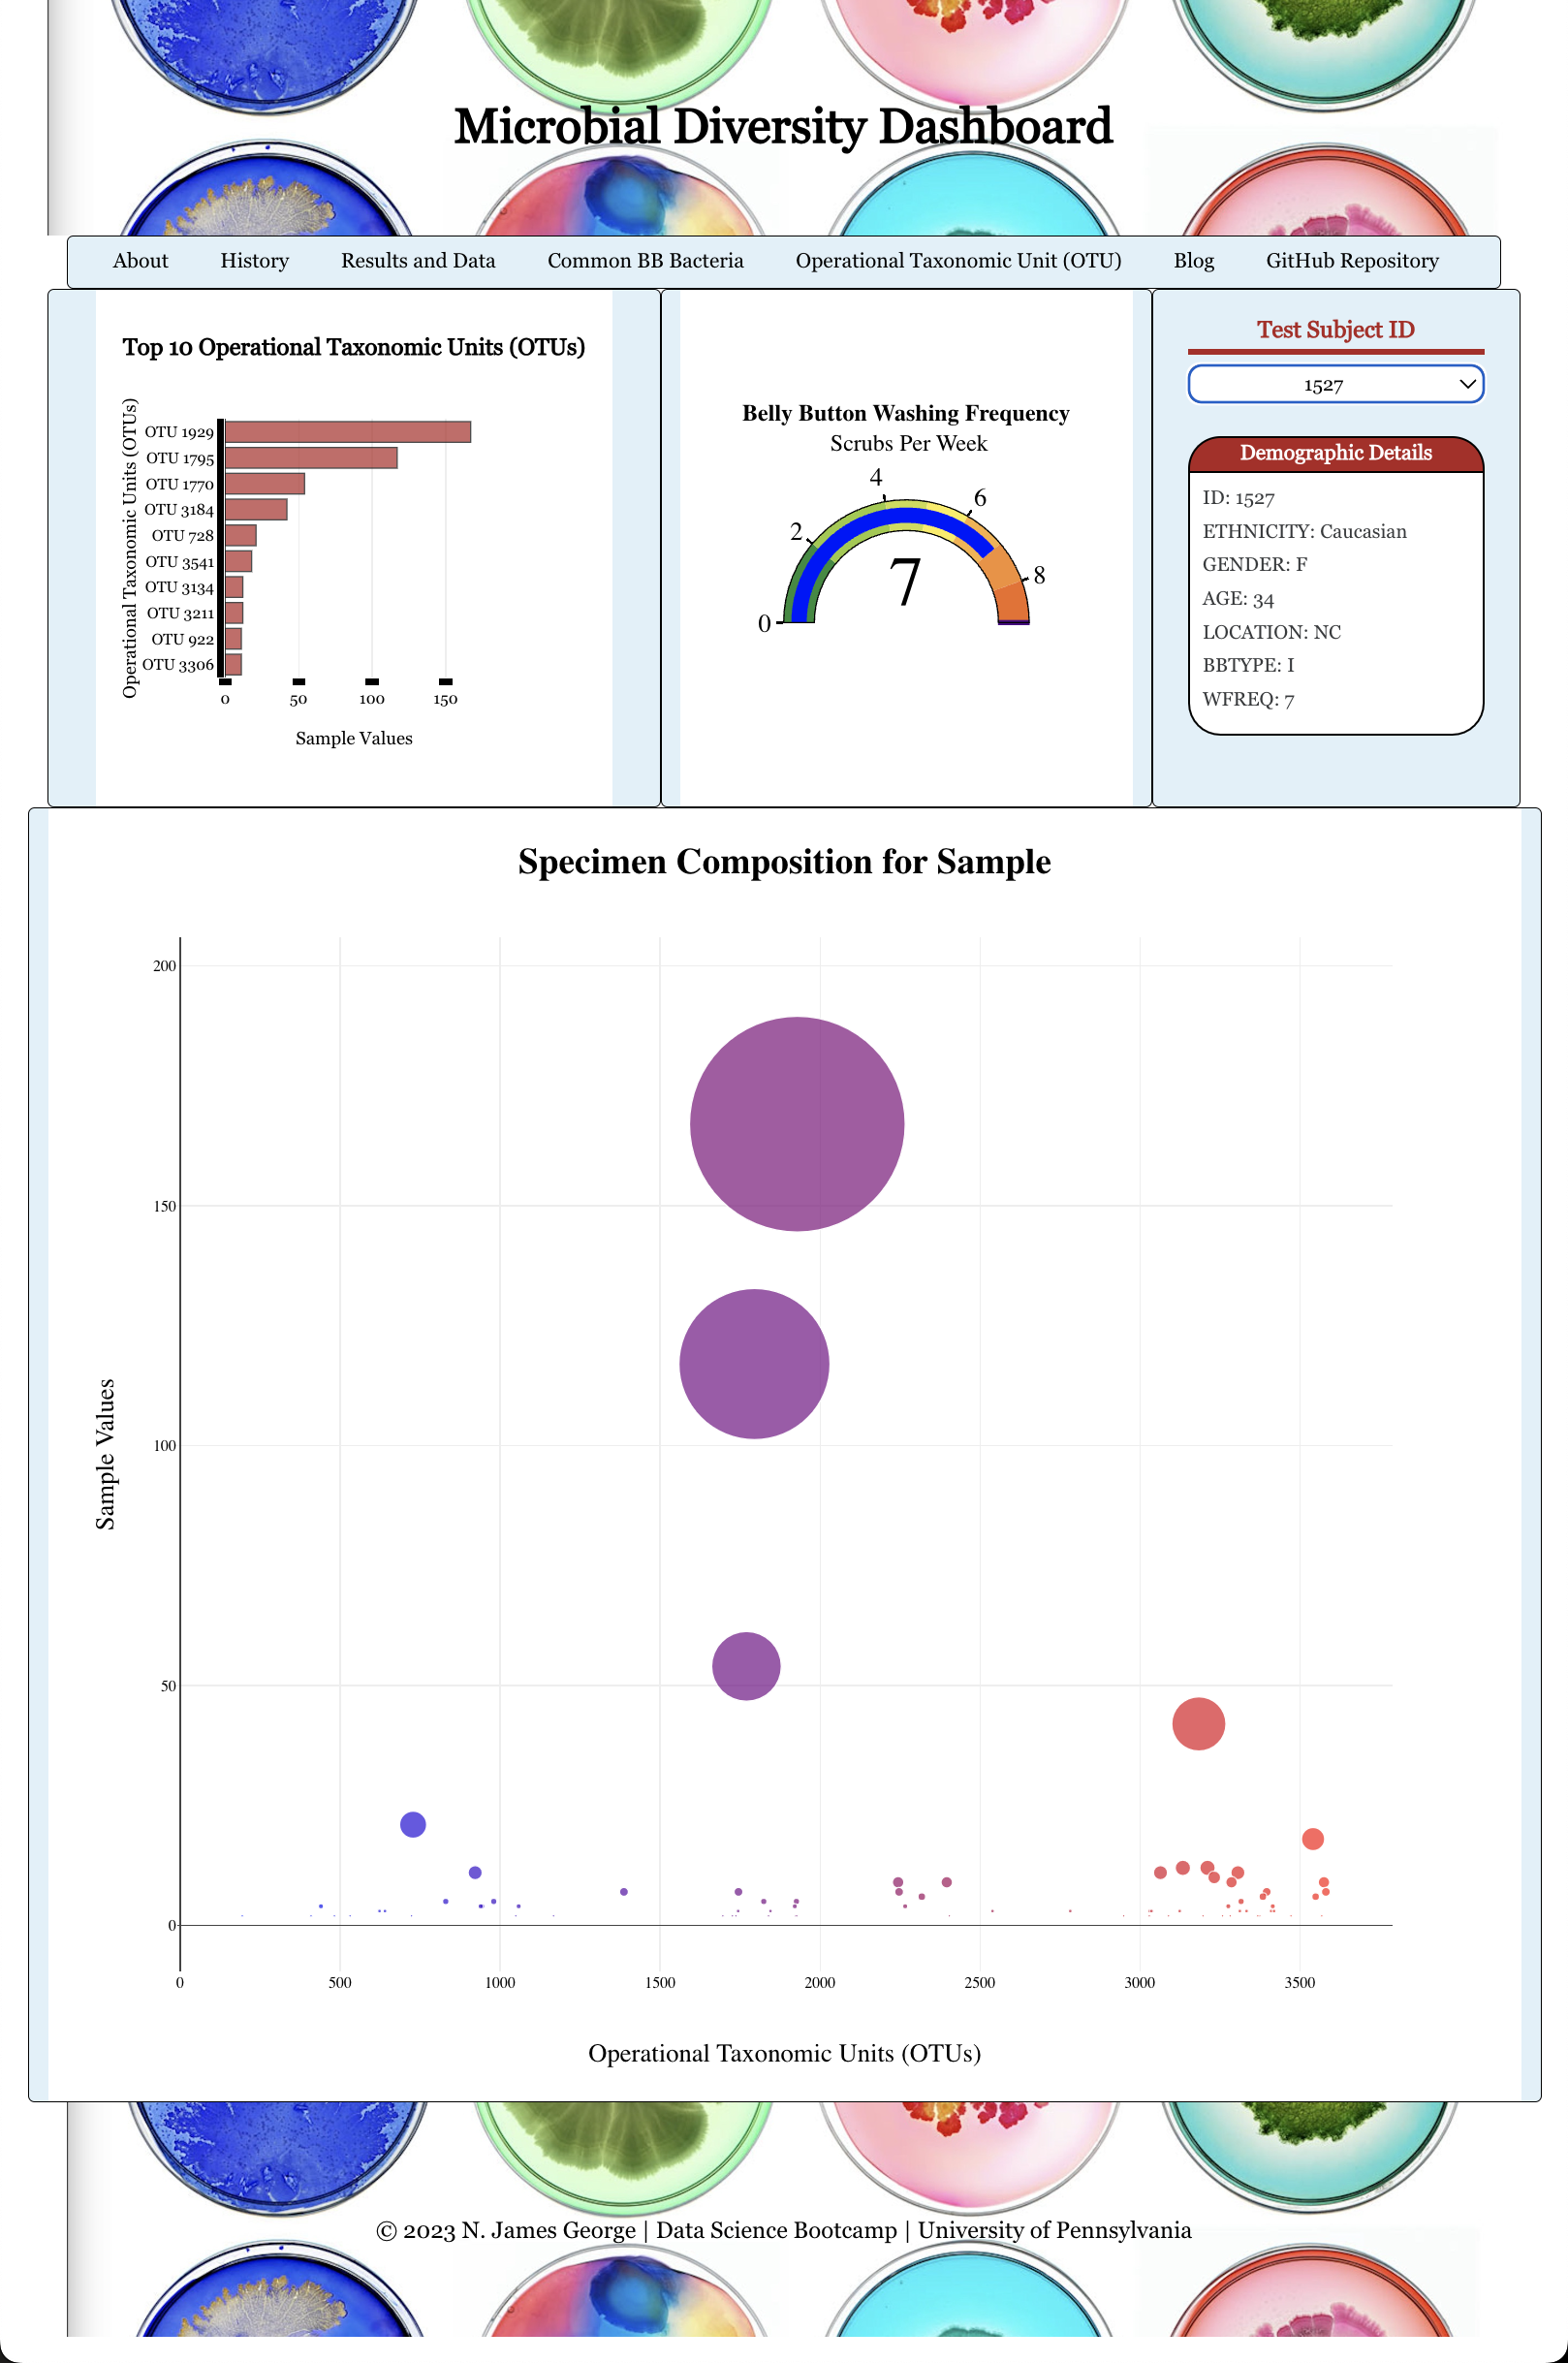 Microbial Diversity Dashboard
About History Results and Data Common BB Bacteria Operational Taxonomic Unit (OTU) Blog GitHub Repository
Top 10 Operational Taxonomic Units (OTUs)
Operational Taxonomic Units (OTUs)
OTU 1929
OTU 1795
OTU 1770
OTU 3184
OTU 728
OTU 3541
OTU 3134
OTU 3211
OTU 922
OTU 3306
0 50 100 150
Sample Values
Belly Button Washing Frequency
Scrubs Per Week
0
2
4
6
8
7
Test Subject ID
1527
Demographic Details
ID: 1527
ETHNICITY: Caucasian
GENDER: F
AGE: 34
LOCATION: NC
BBTYPE: I
WFREQ: 7
Specimen Composition for Sample
Sample Values
200
150
100
50
0
0 500 1000 1500 2000 2500 3000 3500
Operational Taxonomic Units (OTUs)
© 2023 N. James George | Data Science Bootcamp | University of Pennsylvania